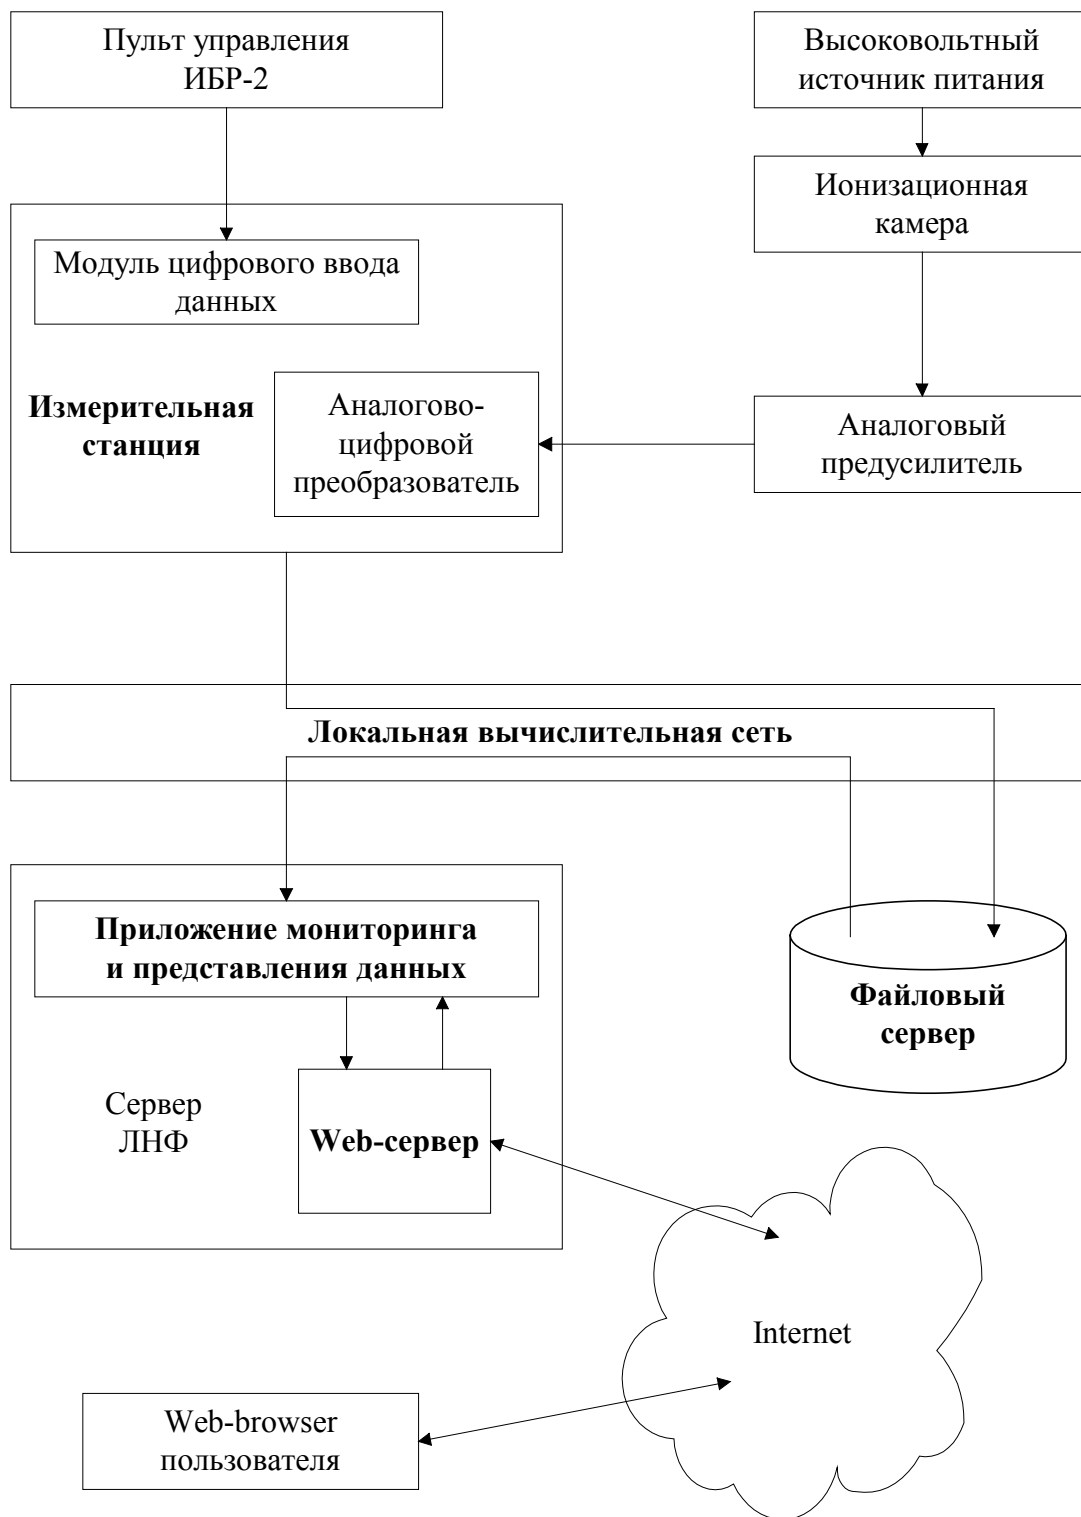 Пульт управления
ИБР-2
Высоковольтный
источник питания
Ионизационная
камера
Модуль цифрового ввода
данных
Измерительная
станция
Аналогово-
цифровой
преобразователь
Аналоговый
предусилитель
Локальная вычислительная сеть
Приложение мониторинга
и представления данных
Файловый
сервер
Сервер
ЛНФ
Web-сервер
Internet
Web-browser
пользователя